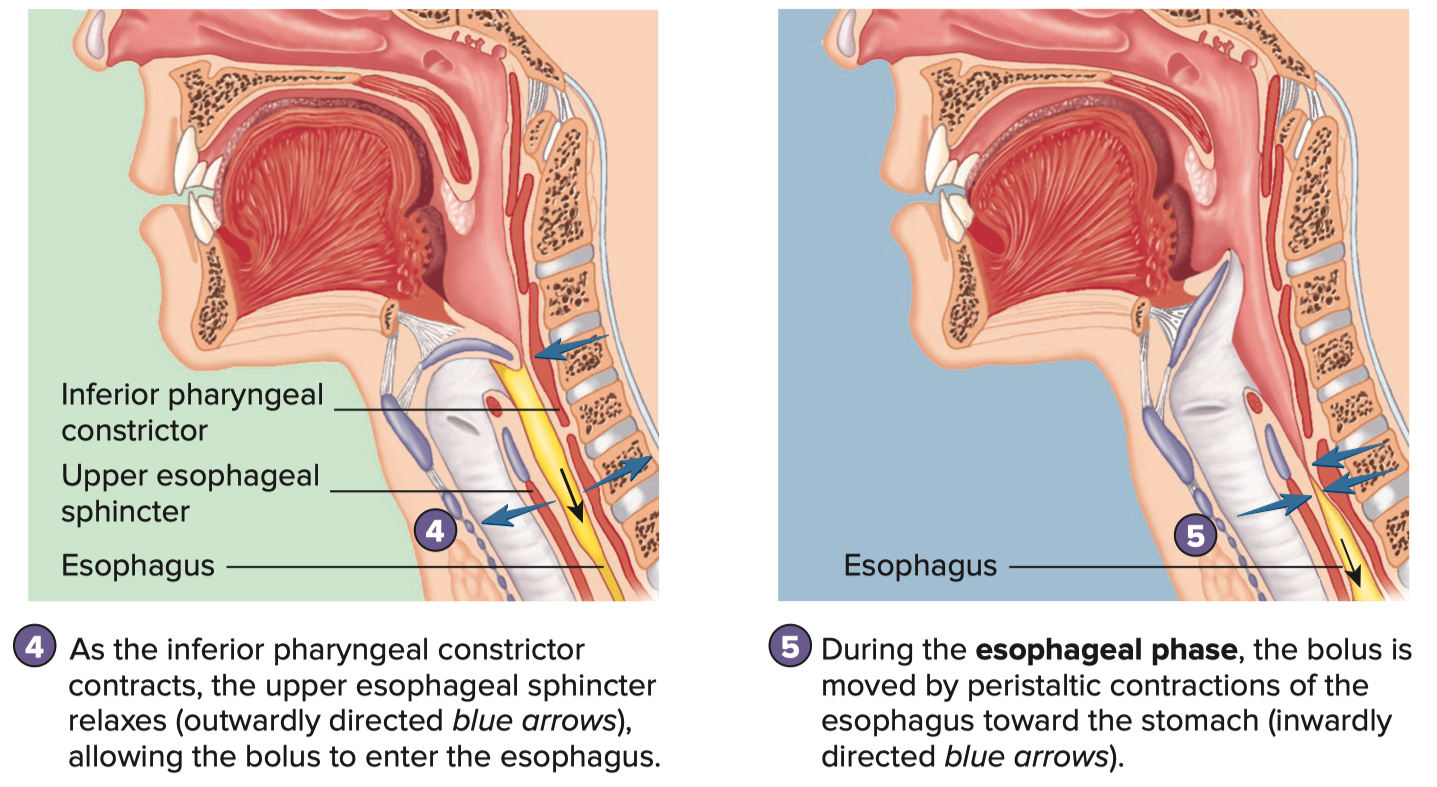 Inferior pharyngeal
constrictor
Upper esophageal
sphincter
4
Esophagus
4 As the inferior pharyngeal constrictor
contracts, the upper esophageal sphincter
relaxes (outwardly directed blue arrows),
allowing the bolus to enter the esophagus.
5
Esophagus
5 During the esophageal phase, the bolus is
moved by peristaltic contractions of the
esophagus toward the stomach (inwardly
directed blue arrows).